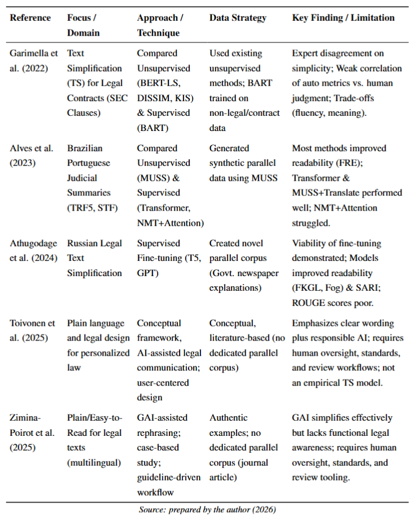 Reference
Focus /
Domain
Approach /
Technique
Data Strategy
Key Finding / Limitation
Garimella et
al. (2022)
Text
Simplification
(TS) for Legal
Contracts (SEC
Clauses)
Compared
Unsupervised
(BERT-LS,
DISSIM, KIS)
& Supervised
(BART)
Used existing
unsupervised
methods; BART
trained on
non-legal/contract
data
Expert disagreement on
simplicity; Weak correlation
of auto metrics vs. human
judgment; Trade-offs
(fluency, meaning).
Alves et al.
(2023)
Brazilian
Portuguese
Judicial
Summaries
(TRF5, STF)
Compared
Unsupervised
(MUSS) &
Supervised
(Transformer,
NMT+Attention)
Generated
synthetic parallel
data using MUSS
Most methods improved
readability (FRE);
Transformer &
MUSS+Translate performed
well; NMT+Attention
struggled.
Athugodage
et al. (2024)
Russian Legal
Text
Simplification
Supervised
Fine-tuning (T5,
GPT)
Created novel
parallel corpus
(Govt. newspaper
explanations)
Viability of fine-tuning
demonstrated; Models
improved readability
(FKGL, Fog) & SARI;
ROUGE scores poor.
Toivonen et
al. (2025)
Plain language
and legal design
for personalized
law
Conceptual
framework,
AI-assisted legal
communication;
user-centered
design
Conceptual,
literature-based (no
dedicated parallel
corpus)
Emphasizes clear wording
plus responsible AI; requires
human oversight, standards,
and review workflows; not
an empirical TS model.
Zimina-
Poirot et al.
(2025)
Plain/Easy-to-
Read for legal
texts
(multilingual)
GAI-assisted
rephrasing;
case-based
study;
guideline-driven
workflow
Authentic
examples; no
dedicated parallel
corpus (journal
article)
GAI simplifies effectively
but lacks functional legal
awareness; requires human
oversight, standards, and
review tooling.
Source: prepared by the author (2026)